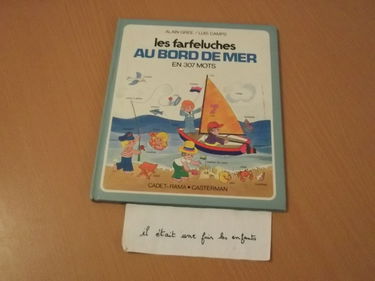 ALAIN GRÉE / LUIS CAMPS
les farfeluches
AU BORD DE MER
EN 307 MOTS
CADET-RAMA • CASTERMAN
il était une fois les enfants